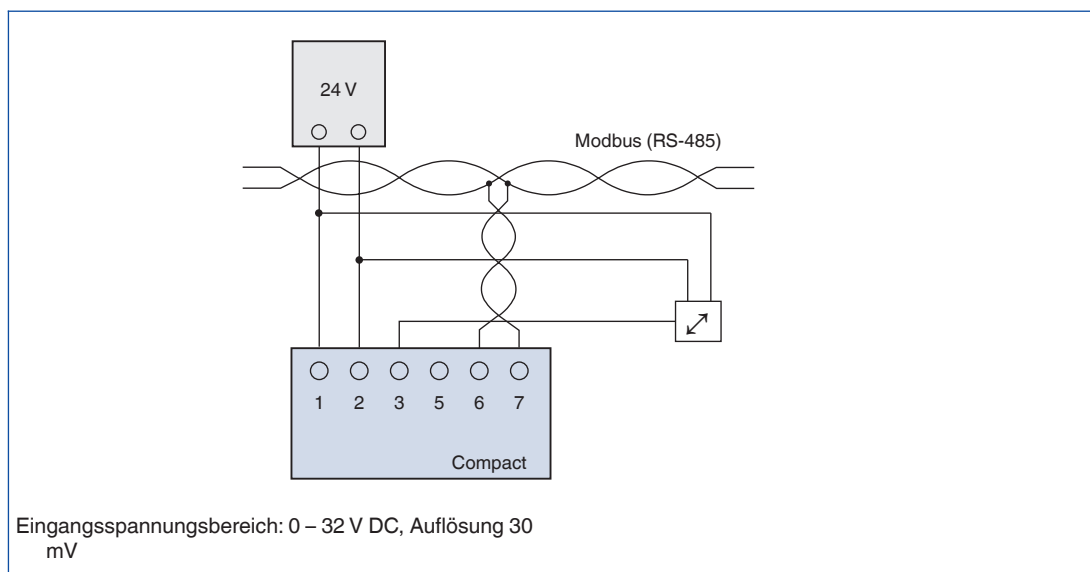 24 V
Modbus (RS-485)
1 2 3 5 6 7
Compact
Eingangsspannungsbereich: 0 – 32 V DC, Auflösung 30
mV